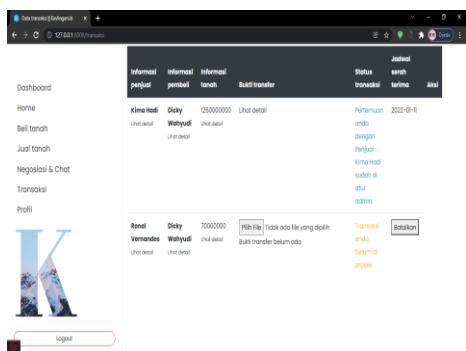 Data transaksi || Kavlingan.id
127.0.0.1:8000/transaksi
Dijeda
Dashboard
Home
Beli tanah
Jual tanah
Negosiasi & Chat
Transaksi
Profil
K
Logout
Informasi penjual
Informasi pembeli
Informasi tanah
Bukti transfer
Status transaksi
Jadwal serah terima
Aksi
Kima Hadi
Lihat detail
Dicky Wahyudi
Lihat detail
1260000000
Lihat detail
Lihat detail
Pertemuan
anda
dengan
Penjual :
Kima Hadi
sudah di
atur
admin.
2022-01-11
Ronal Vernandes
Lihat detail
Dicky Wahyudi
Lihat detail
70000000
Lihat detail
Pilih File Tidak ada file yang dipilih
Bukti transfer belum ada
Transaksi
anda
belum di
proses
Batalkan